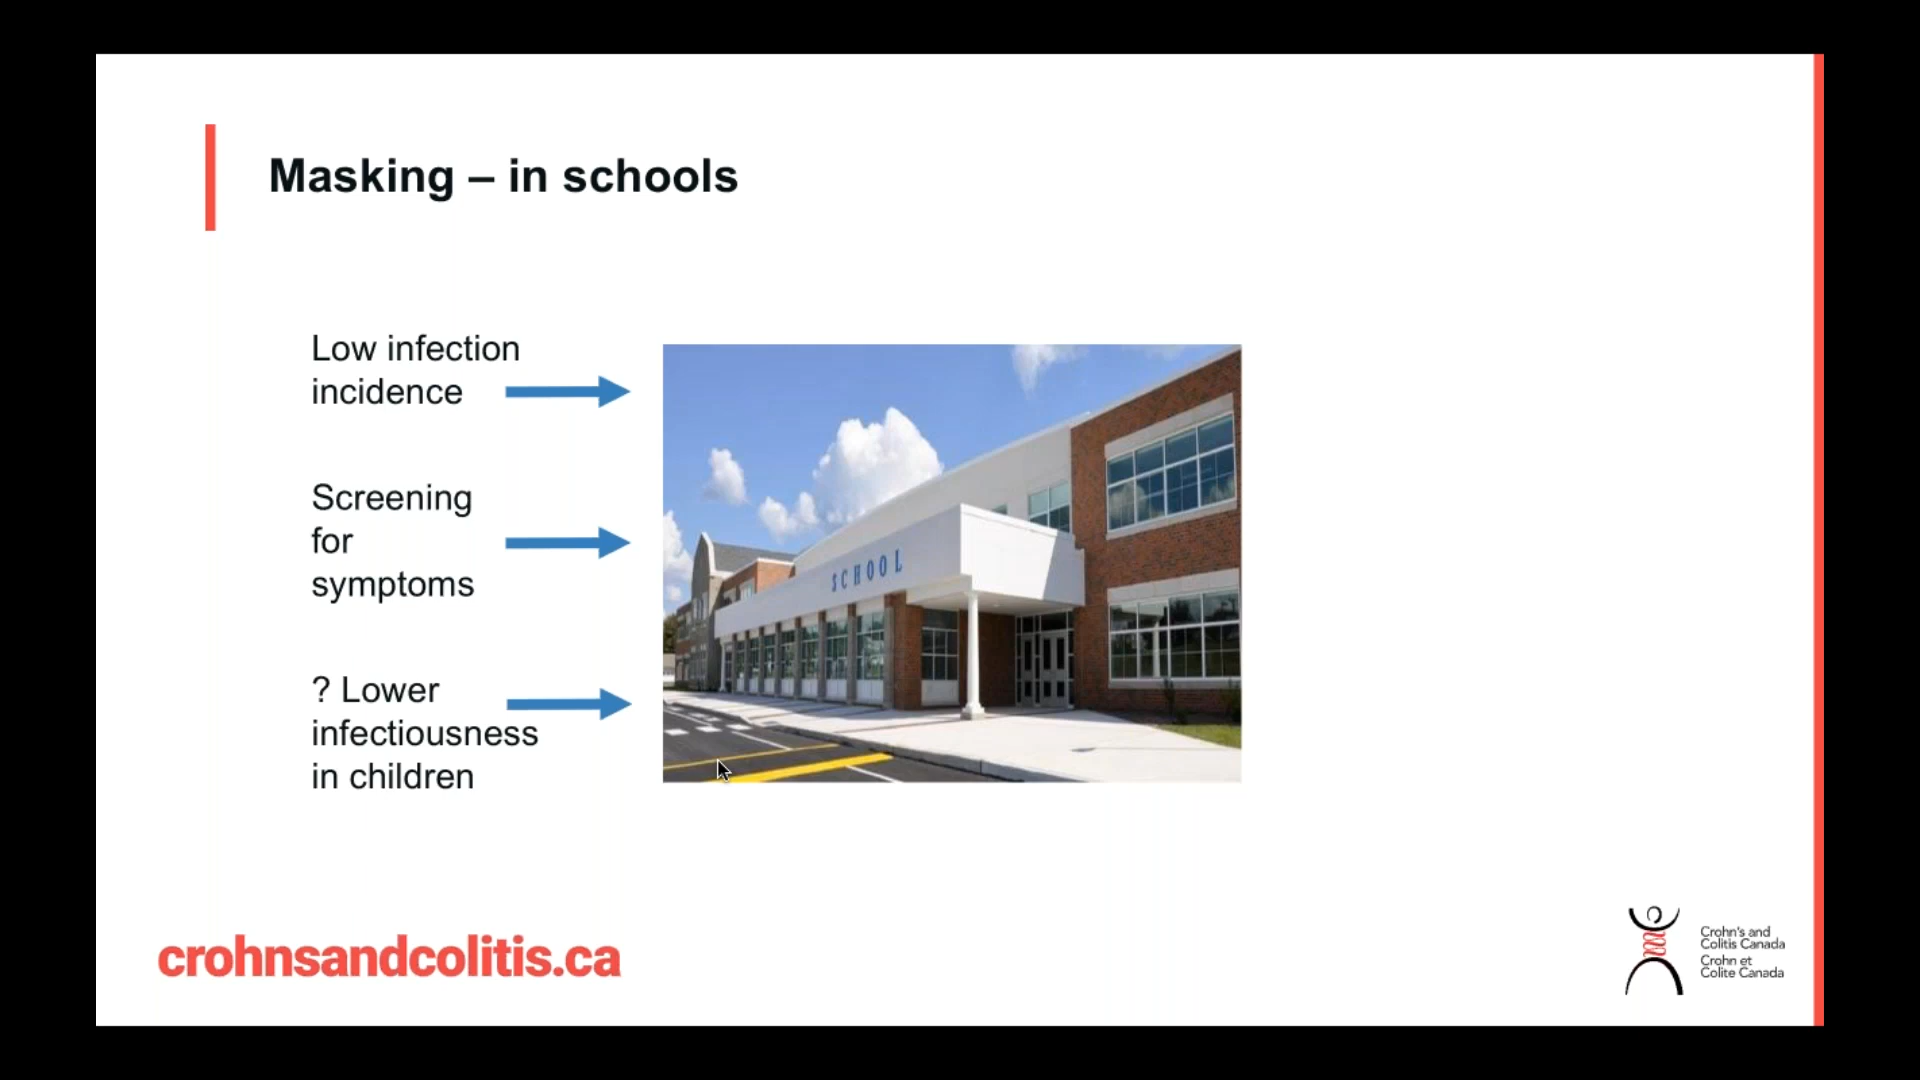 Masking – in schools
Low infection
incidence
Screening
for
symptoms
? Lower
infectiousness
in children
SCHOOL
crohnsandcolitis.ca
Crohn's and
Colitis Canada
Crohn et
Colite Canada